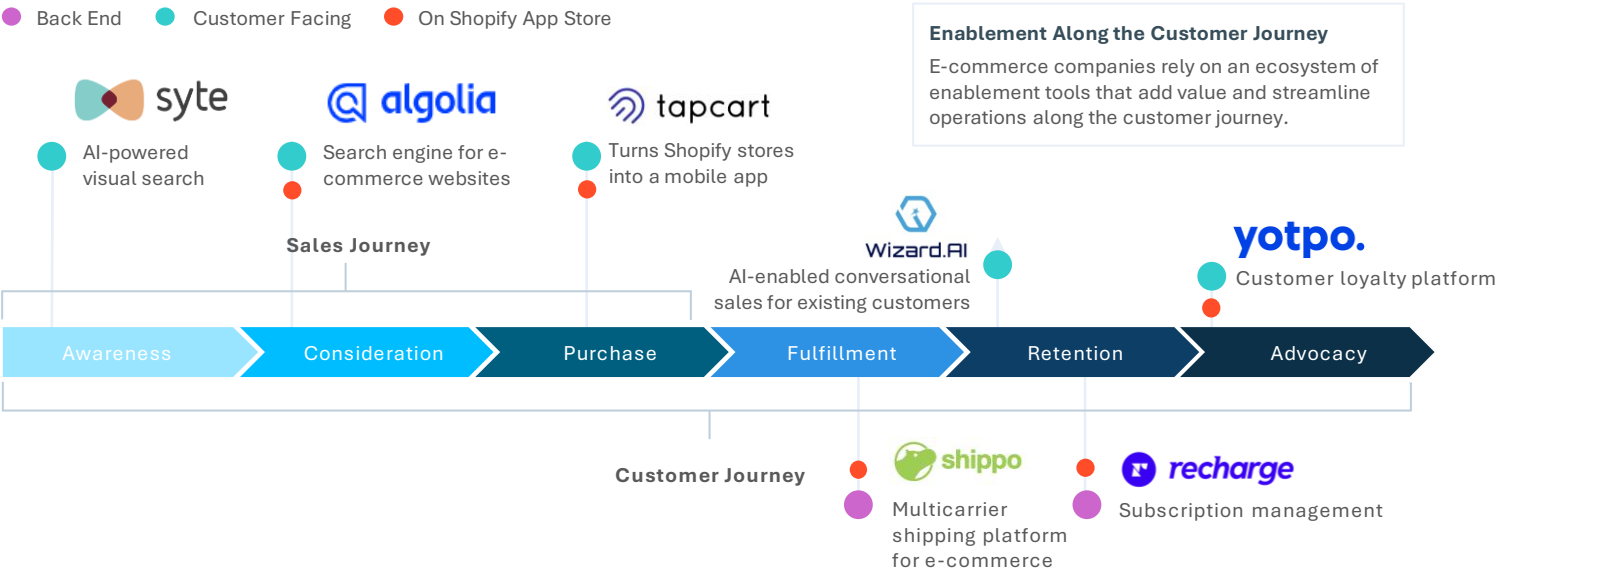 Back End
Customer Facing
On Shopify App Store
Enablement Along the Customer Journey
E-commerce companies rely on an ecosystem of
enablement tools that add value and streamline
operations along the customer journey.
syte
AI-powered
visual search
algolia
Search engine for e-
commerce websites
tapcart
Turns Shopify stores
into a mobile app
Sales Journey
Wizard.AI
AI-enabled conversational
sales for existing customers
yotpo.
Customer loyalty platform
Awareness
Consideration
Purchase
Fulfillment
Retention
Advocacy
Customer Journey
shippo
Multicarrier
shipping platform
for e-commerce
recharge
Subscription management